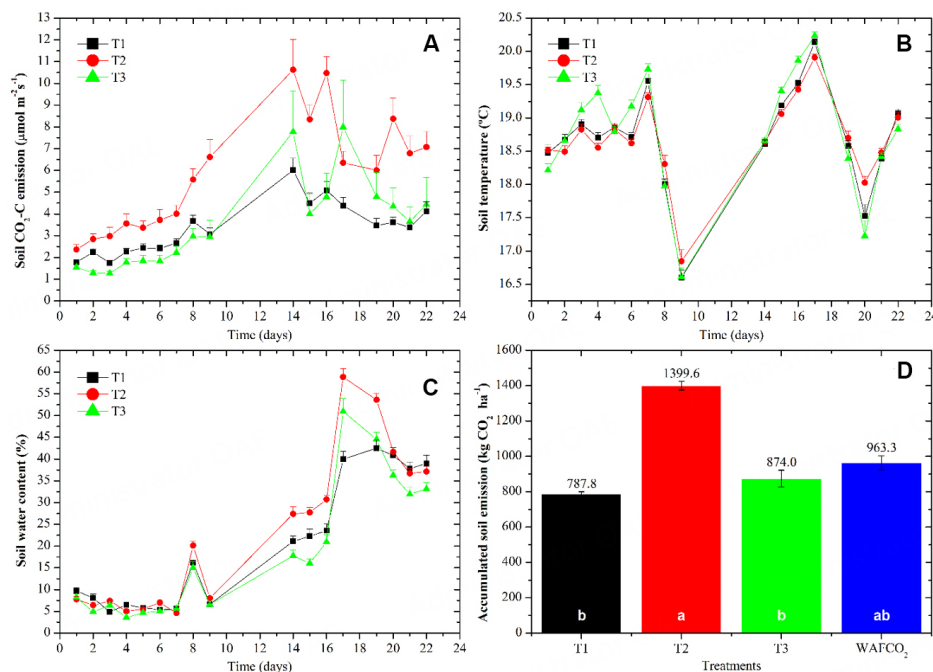 A
T1
T2
T3
Soil CO2-C emission (µmol m-2 s-1)
13
12
11
10
9
8
7
6
5
4
3
2
1
0
0 2 4 6 8 10 12 14 16 18 20 22 24
Time (days)
B
T1
T2
T3
Soil temperature (ºC)
20.5
20.0
19.5
19.0
18.5
18.0
17.5
17.0
16.5
0 2 4 6 8 10 12 14 16 18 20 22 24
Time (days)
C
T1
T2
T3
Soil water content (%)
65
60
55
50
45
40
35
30
25
20
15
10
5
0
0 2 4 6 8 10 12 14 16 18 20 22 24
Time (days)
D
Accumulated soil emission (kg CO2 ha-1)
1600
1400
1200
1000
800
600
400
200
0
787.8
1399.6
874.0
963.3
b a b ab
T1 T2 T3 WAFCO2
Treatments